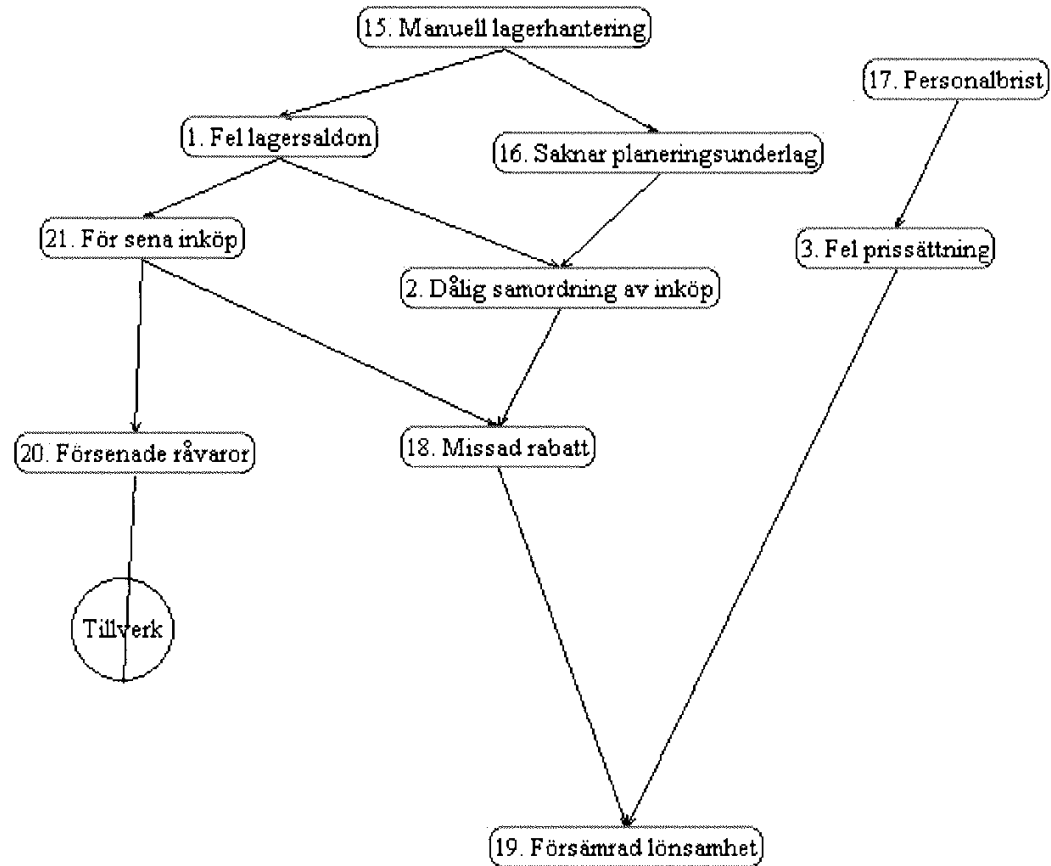 15. Manuell lagerhantering
17. Personalbrist
1. Fel lagersaldon
16. Saknar planeringsunderlag
21. För sena inköp
3. Fel prissättning
2. Dålig samordning av inköp
20. Försenade råvaror
18. Missad rabatt
Tillverk
19. Försämrad lönsamhet